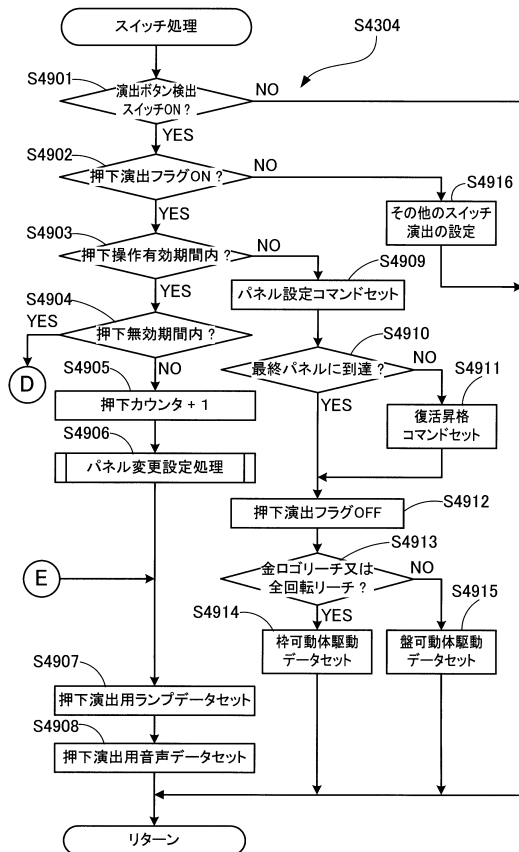 スイッチ処理
S4304
S4901
演出ボタン検出
スイッチON?
NO
YES
S4902
押下演出フラグON?
NO
YES
S4916
その他のスイッチ
演出の設定
S4903
押下操作有効期間内?
NO
YES
S4909
パネル設定コマンドセット
S4904
YES
押下無効期間内?
NO
D
S4910
最終パネルに到達?
NO
YES
S4911
復活昇格
コマンドセット
S4905
押下カウンタ+1
S4906
パネル変更設定処理
S4912
押下演出フラグOFF
S4913
金ロゴリーチ又は
全回転リーチ?
NO
YES
E
S4914
枠可動体駆動
データセット
S4915
盤可動体駆動
データセット
S4907
押下演出用ランプデータセット
S4908
押下演出用音声データセット
リターン